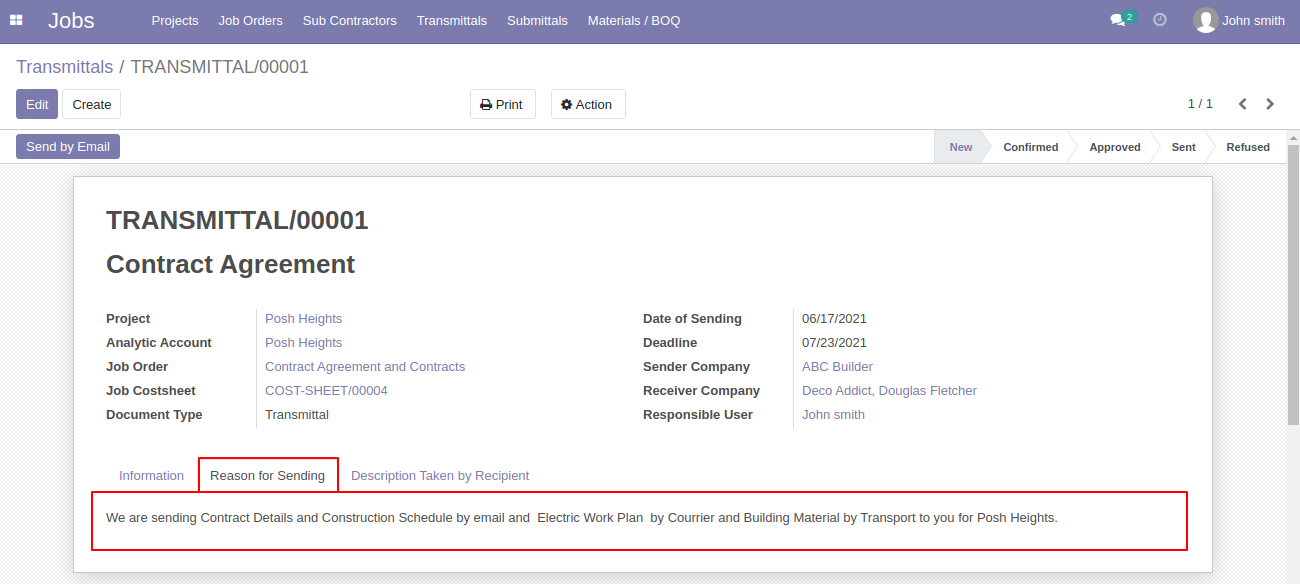 Jobs Projects Job Orders Sub Contractors Transmittals Submittals Materials / BOQ 2 John smith
Transmittals / TRANSMITTAL/00001
Edit Create Print Action 1 / 1
Send by Email New Confirmed Approved Sent Refused
TRANSMITTAL/00001
Contract Agreement
Project Posh Heights Date of Sending 06/17/2021
Analytic Account Posh Heights Deadline 07/23/2021
Job Order Contract Agreement and Contracts Sender Company ABC Builder
Job Costsheet COST-SHEET/00004 Receiver Company Deco Addict, Douglas Fletcher
Document Type Transmittal Responsible User John smith
Information Reason for Sending Description Taken by Recipient
We are sending Contract Details and Construction Schedule by email and  Electric Work Plan  by Courrier and Building Material by Transport to you for Posh Heights.